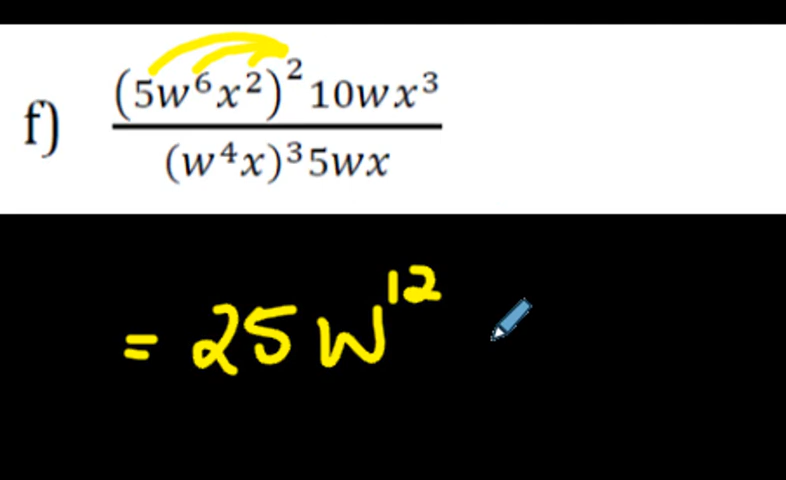 f) (5w⁶x²)²10wx³
(w⁴x)³5wx
= 25w¹²